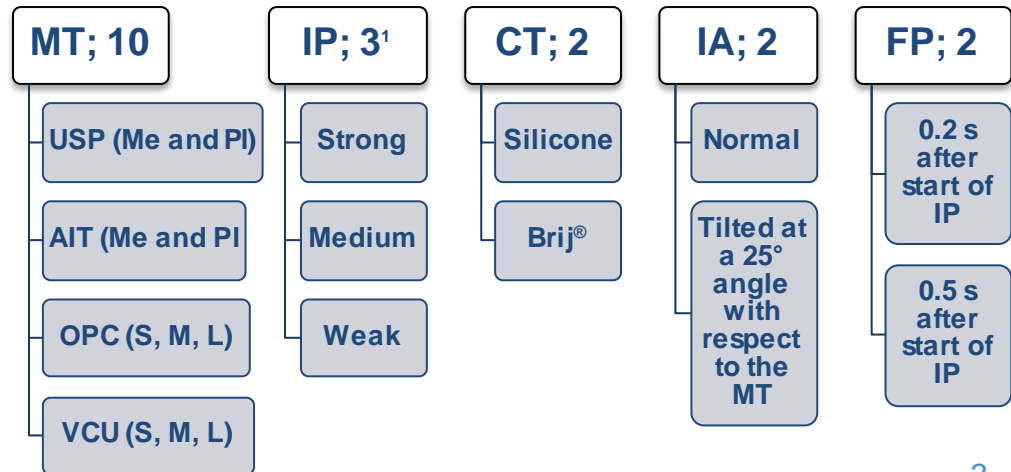 MT; 10
USP (Me and PI)
AIT (Me and PI
OPC (S, M, L)
VCU (S, M, L)
IP; 3¹
Strong
Medium
Weak
CT; 2
Silicone
Brij®
IA; 2
Normal
Tilted at
a 25°
angle
with
respect
to the
MT
FP; 2
0.2 s
after
start of
IP
0.5 s
after
start of
IP